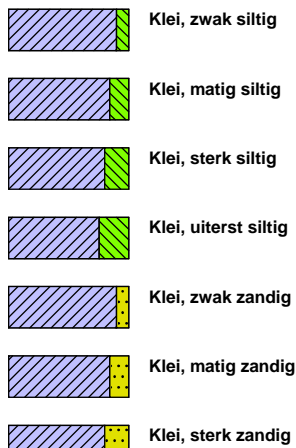 Klei, zwak siltig
Klei, matig siltig
Klei, sterk siltig
Klei, uiterst siltig
Klei, zwak zandig
Klei, matig zandig
Klei, sterk zandig